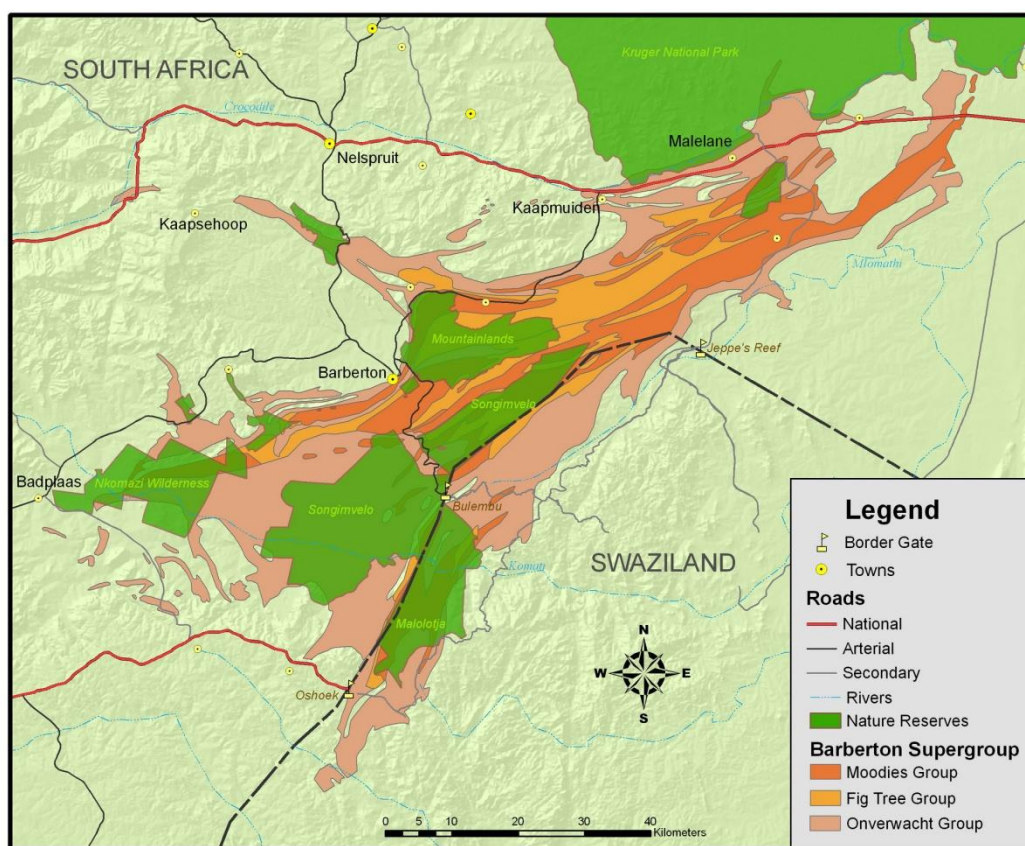 Kruger National Park
SOUTH AFRICA
Crocodile
Nelspruit
Malelane
Kaapmuiden
Kaapsehoop
Mlomathi
Mountainlands
Jeppe's Reef
Barberton
Songimvelo
Badplaas
Nkomazi Wilderness
Songimvelo
Bulembu
SWAZILAND
Komati
Malolotja
Oshoek
N
W E
S
0 5 10 20 30 40
Kilometers
Legend
Border Gate
Towns
Roads
National
Arterial
Secondary
Rivers
Nature Reserves
Barberton Supergroup
Moodies Group
Fig Tree Group
Onverwacht Group